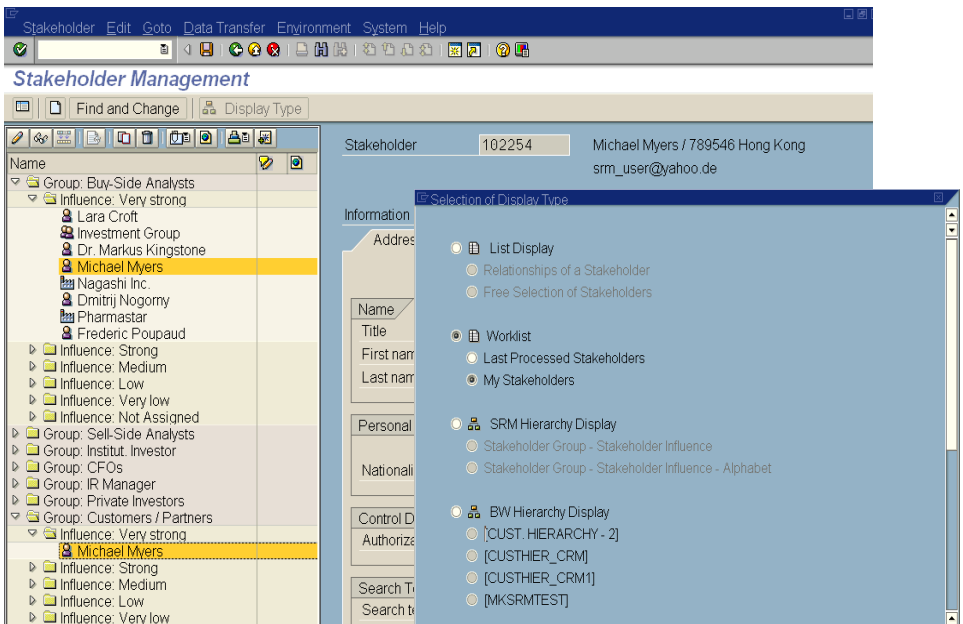 Stakeholder Edit Goto Data Transfer Environment System Help
Stakeholder Management
Find and Change Display Type
Name
Group: Buy-Side Analysts
Influence: Very strong
Lara Croft
Investment Group
Dr. Markus Kingstone
Michael Myers
Nagashi Inc.
Dmitrij Nogorny
Pharmastar
Frederic Poupaud
Influence: Strong
Influence: Medium
Influence: Low
Influence: Very low
Influence: Not Assigned
Group: Sell-Side Analysts
Group: Institut. Investor
Group: CFOs
Group: IR Manager
Group: Private Investors
Group: Customers / Partners
Influence: Very strong
Michael Myers
Influence: Strong
Influence: Medium
Influence: Low
Influence: Very low
Stakeholder 102254 Michael Myers / 789546 Hong Kong
srm_user@yahoo.de
Information
Addres
Name
Title
First nam
Last nam
Personal
Nationali
Control D
Authoriza
Search T
Search te
Selection of Display Type
List Display
Relationships of a Stakeholder
Free Selection of Stakeholders
Worklist
Last Processed Stakeholders
My Stakeholders
SRM Hierarchy Display
Stakeholder Group - Stakeholder Influence
Stakeholder Group - Stakeholder Influence - Alphabet
BW Hierarchy Display
[CUST. HIERARCHY - 2]
[CUSTHIER_CRM]
[CUSTHIER_CRM1]
[MKSRMTEST]